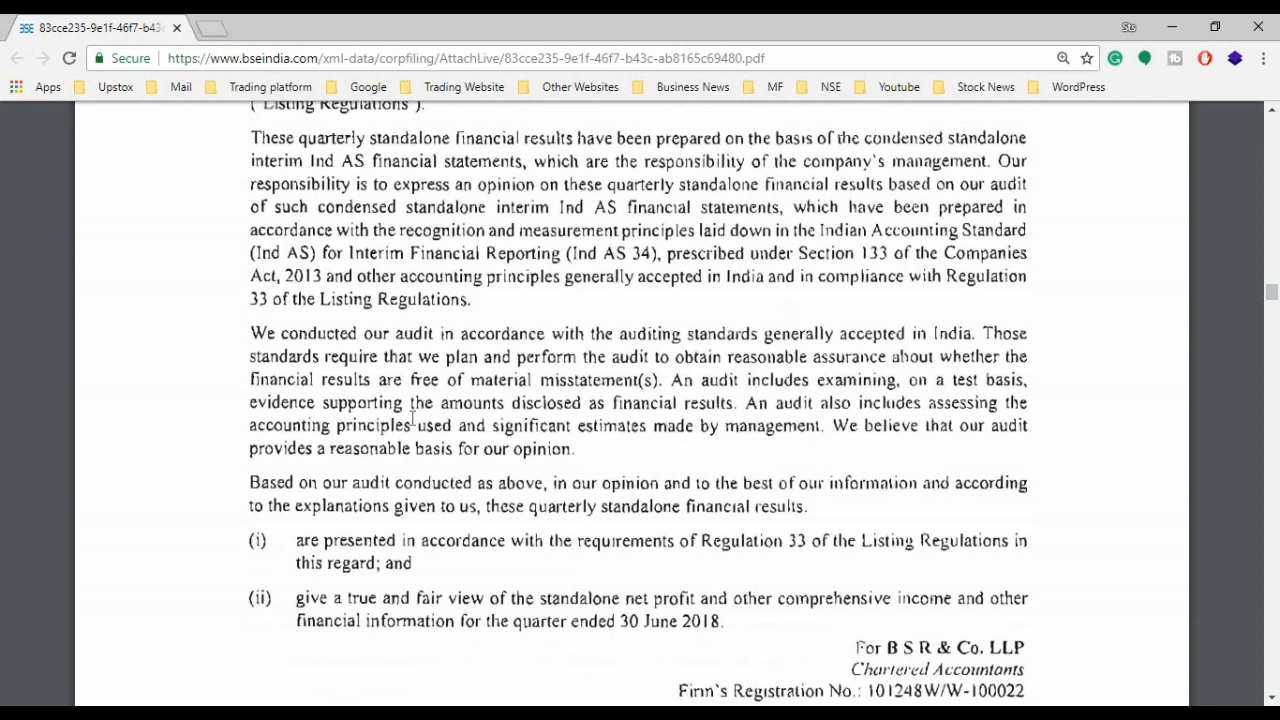 83cce235-9e1f-46f7-b43
Sts
Secure https://www.bseindia.com/xml-data/corpfiling/AttachLive/83cce235-9e1f-46f7-b43c-ab8165c69480.pdf
Apps Upstox Mail Trading platform Google Trading Website Other Websites Business News MF NSE Youtube Stock News WordPress
("Listing Regulations").
These quarterly standalone financial results have been prepared on the basis of the condensed standalone
interim Ind AS financial statements, which are the responsibility of the company's management. Our
responsibility is to express an opinion on these quarterly standalone financial results based on our audit
of such condensed standalone interim Ind AS financial statements, which have been prepared in
accordance with the recognition and measurement principles laid down in the Indian Accounting Standard
(Ind AS) for Interim Financial Reporting (Ind AS 34), prescribed under Section 133 of the Companies
Act, 2013 and other accounting principles generally accepted in India and in compliance with Regulation
33 of the Listing Regulations.
We conducted our audit in accordance with the auditing standards generally accepted in India. Those
standards require that we plan and perform the audit to obtain reasonable assurance about whether the
financial results are free of material misstatement(s). An audit includes examining, on a test basis,
evidence supporting the amounts disclosed as financial results. An audit also includes assessing the
accounting principles used and significant estimates made by management. We believe that our audit
provides a reasonable basis for our opinion.
Based on our audit conducted as above, in our opinion and to the best of our information and according
to the explanations given to us, these quarterly standalone financial results.
(i) are presented in accordance with the requirements of Regulation 33 of the Listing Regulations in
this regard; and
(ii) give a true and fair view of the standalone net profit and other comprehensive income and other
financial information for the quarter ended 30 June 2018.
For B S R & Co. LLP
Chartered Accountants
Firm's Registration No.: 101248W/W-100022